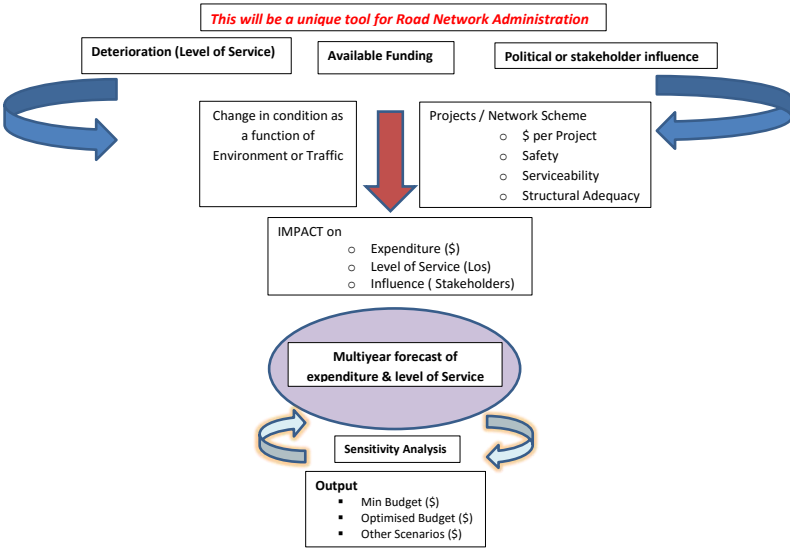 This will be a unique tool for Road Network Administration
Deterioration (Level of Service)
Available Funding
Political or stakeholder influence
Change in condition as
a function of
Environment or Traffic
Projects / Network Scheme
o $ per Project
o Safety
o Serviceability
o Structural Adequacy
IMPACT on
o Expenditure ($)
o Level of Service (Los)
o Influence ( Stakeholders)
Multiyear forecast of
expenditure & level of Service
Sensitivity Analysis
Output
▪ Min Budget ($)
▪ Optimised Budget ($)
▪ Other Scenarios ($)